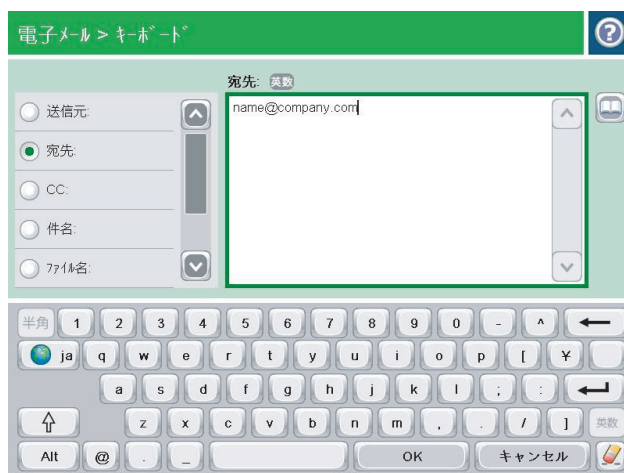 電子メール > キーボード
?
宛先: 英数
送信元:
name@company.com
宛先:
CC:
件名:
ファイル名:
半角 1 2 3 4 5 6 7 8 9 0 - ^
ja q w e r t y u i o p [ ¥
a s d f g h j k l ; :
z x c v b n m , . / ] 英数
Alt @ . _ OK キャンセル